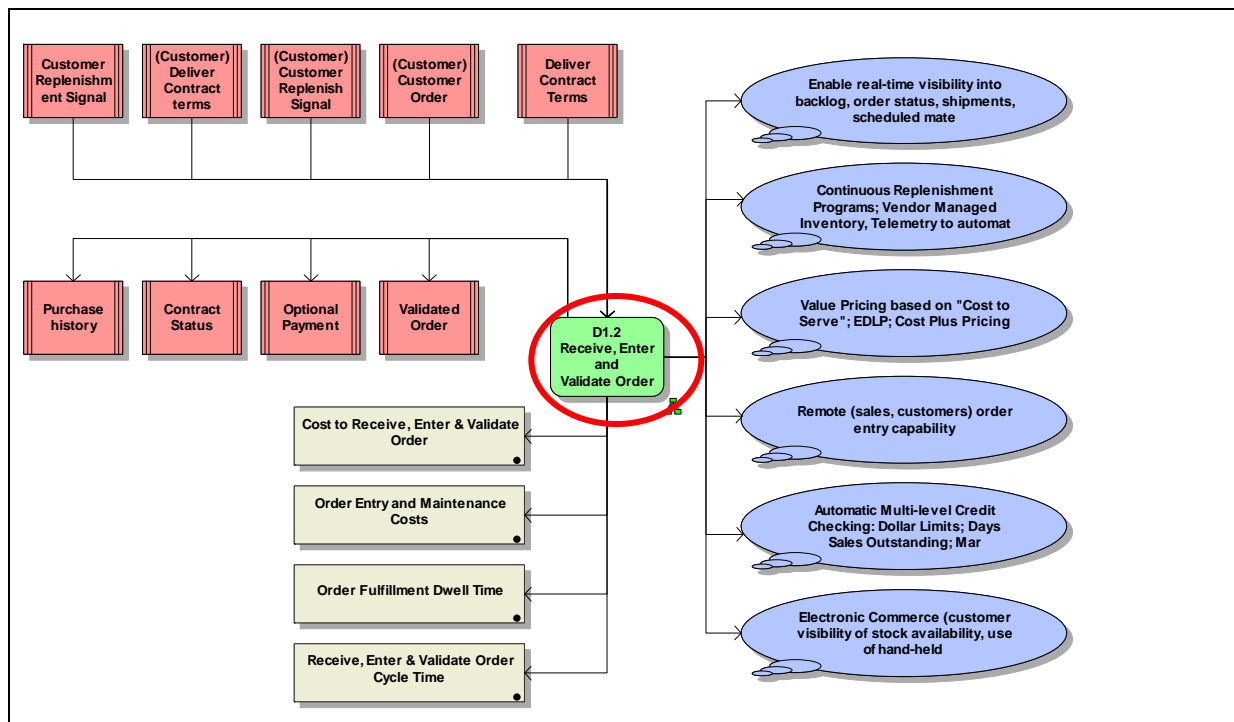 Customer
Replenishm
ent Signal
(Customer)
Deliver
Contract
terms
(Customer)
Customer
Replenish
Signal
(Customer)
Customer
Order
Deliver
Contract
Terms
Enable real-time visibility into
backlog, order status, shipments,
scheduled mate
Continuous Replenishment
Programs; Vendor Managed
Inventory, Telemetry to automat
Purchase
history
Contract
Status
Optional
Payment
Validated
Order
Value Pricing based on "Cost to
Serve"; EDLP; Cost Plus Pricing
D1.2
Receive, Enter
and
Validate Order
Remote (sales, customers) order
entry capability
Cost to Receive, Enter & Validate
Order
Order Entry and Maintenance
Costs
Automatic Multi-level Credit
Checking: Dollar Limits; Days
Sales Outstanding; Mar
Order Fulfillment Dwell Time
Electronic Commerce (customer
visibility of stock availability, use
of hand-held
Receive, Enter & Validate Order
Cycle Time